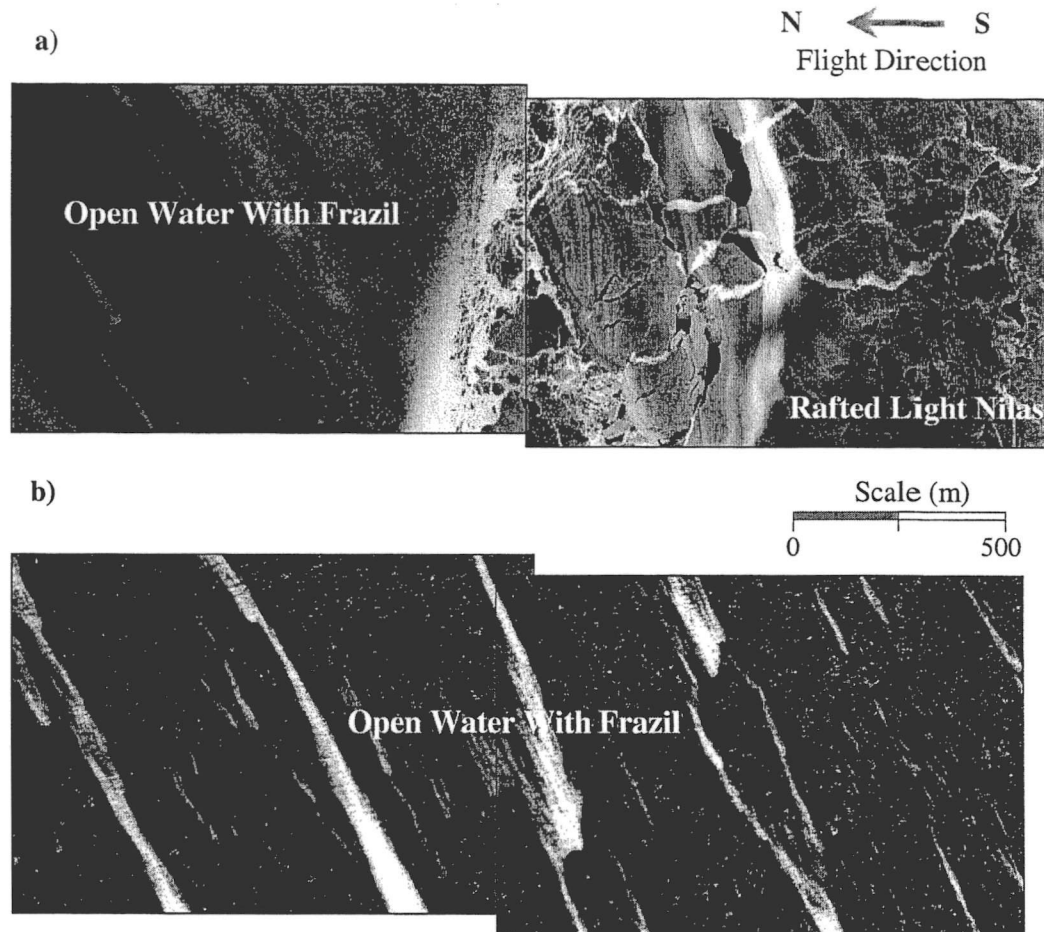 N S
Flight Direction
a)
Open Water With Frazil
Rafted Light Nilas
b)
Scale (m)
0 500
Open Water With Frazil